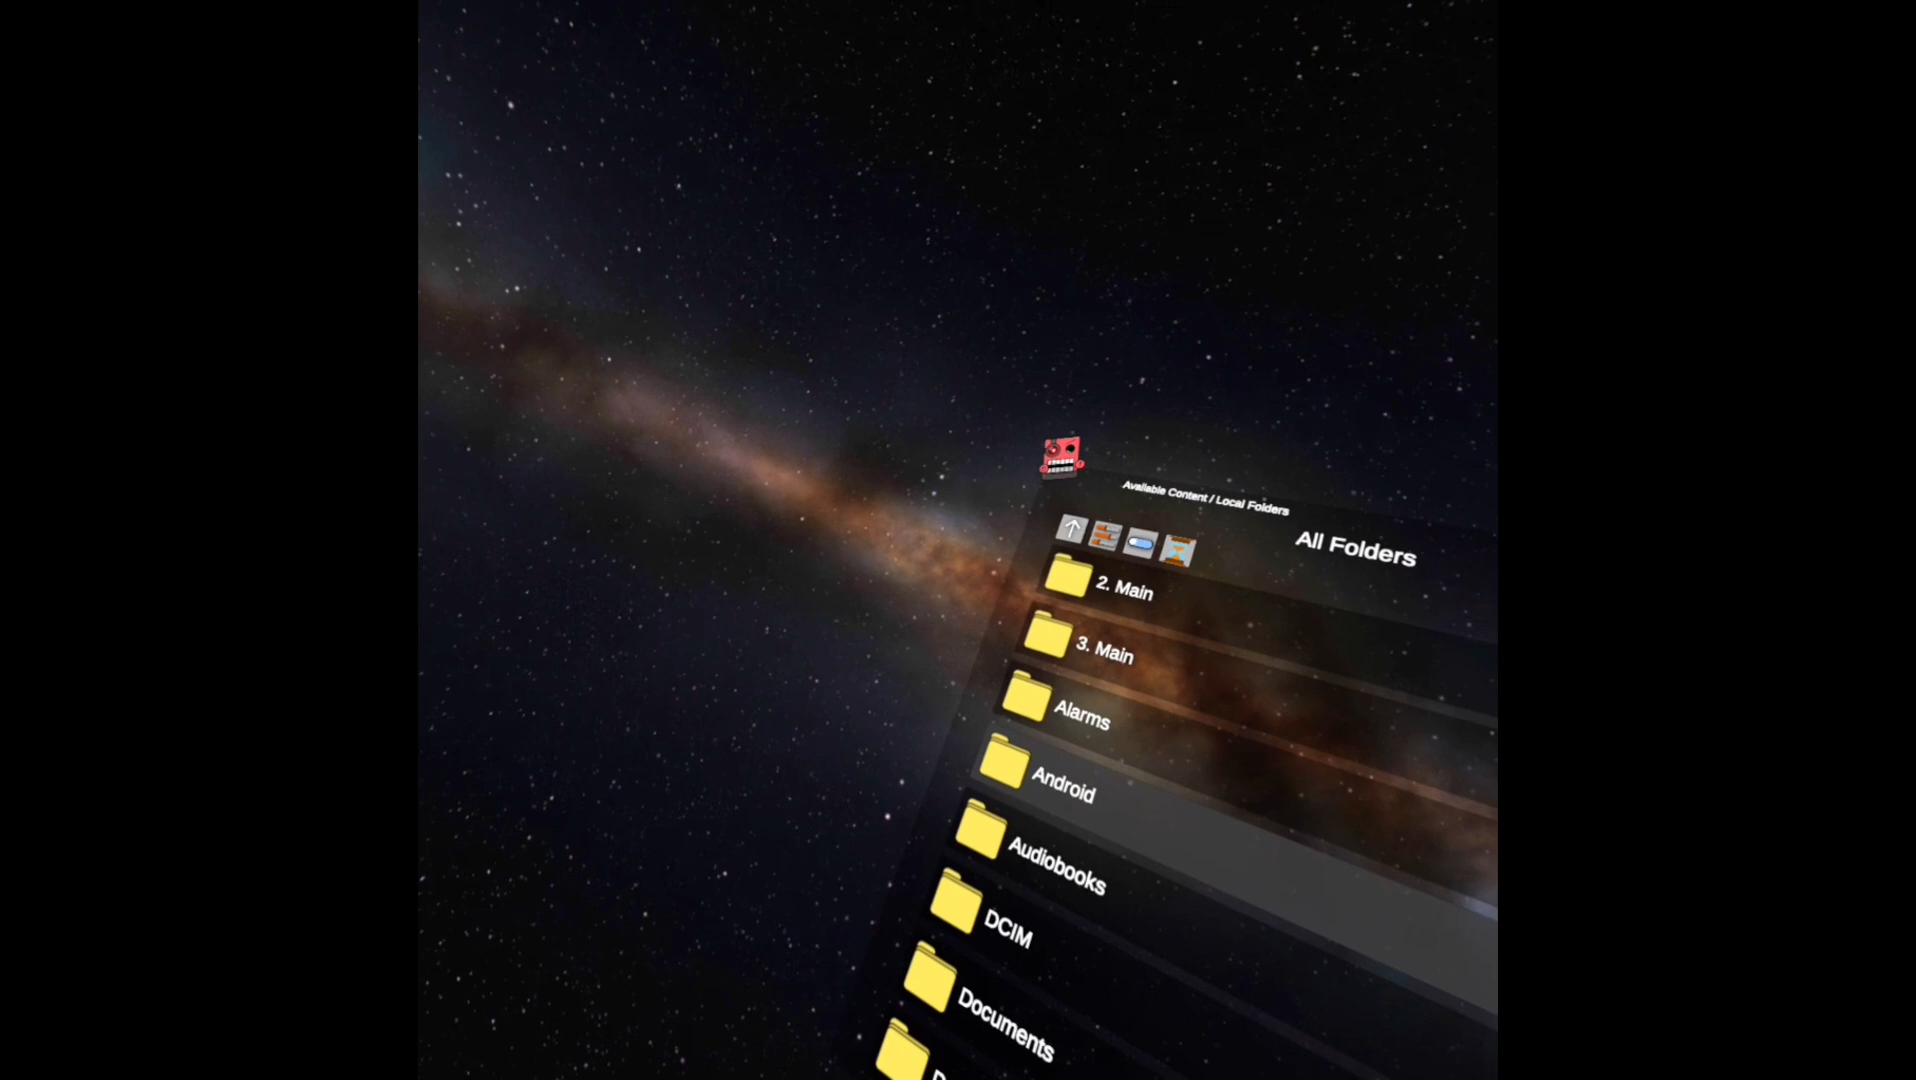 Available Content / Local Folders
All Folders
2. Main
3. Main
Alarms
Android
Audiobooks
DCIM
Documents